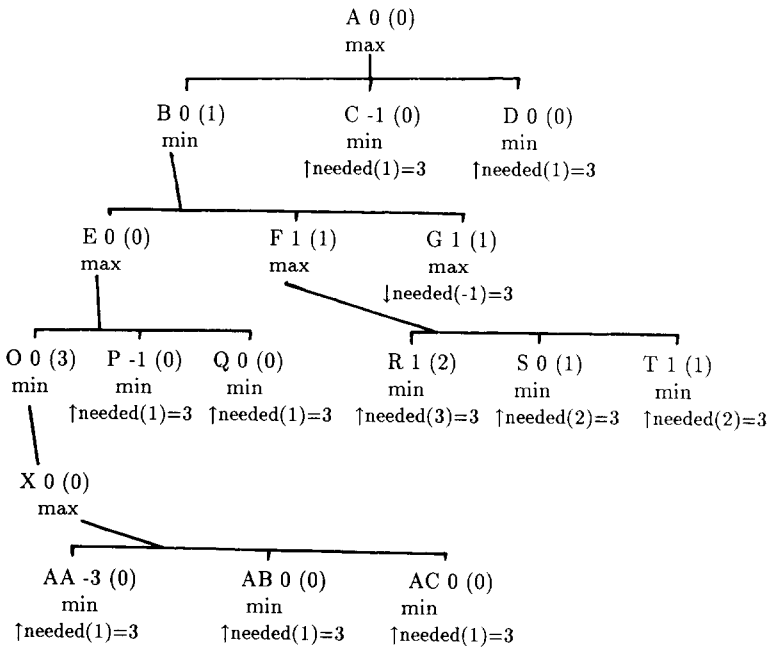 A 0 (0)
max
B 0 (1) C -1 (0) D 0 (0)
min min min
↑needed(1)=3 ↑needed(1)=3
E 0 (0) F 1 (1) G 1 (1)
max max max
↓needed(-1)=3
O 0 (3) P -1 (0) Q 0 (0) R 1 (2) S 0 (1) T 1 (1)
min min min min min min
↑needed(1)=3 ↑needed(1)=3 ↑needed(3)=3 ↑needed(2)=3 ↑needed(2)=3
X 0 (0)
max
AA -3 (0) AB 0 (0) AC 0 (0)
min min min
↑needed(1)=3 ↑needed(1)=3 ↑needed(1)=3